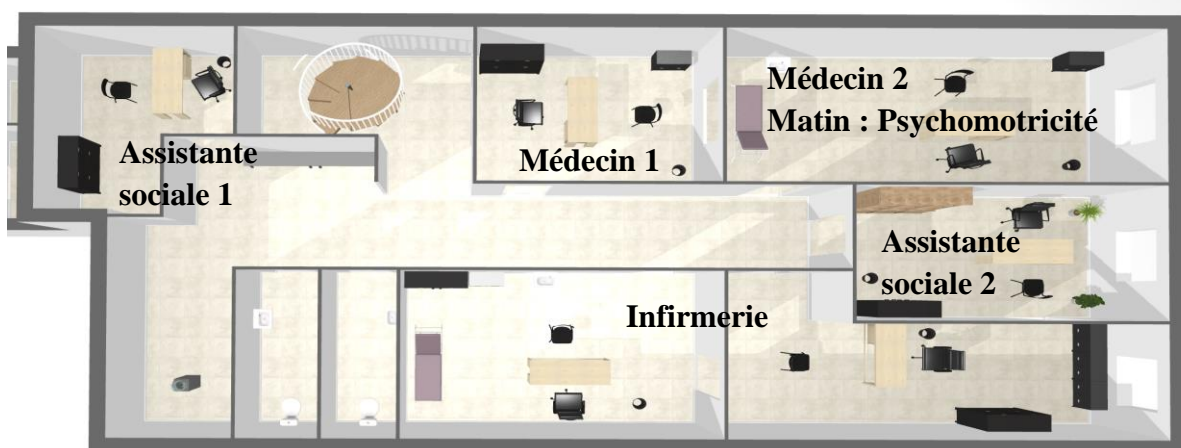 Assistante
sociale 1
Médecin 1
Médecin 2
Matin : Psychomotricité
Assistante
sociale 2
Infirmerie